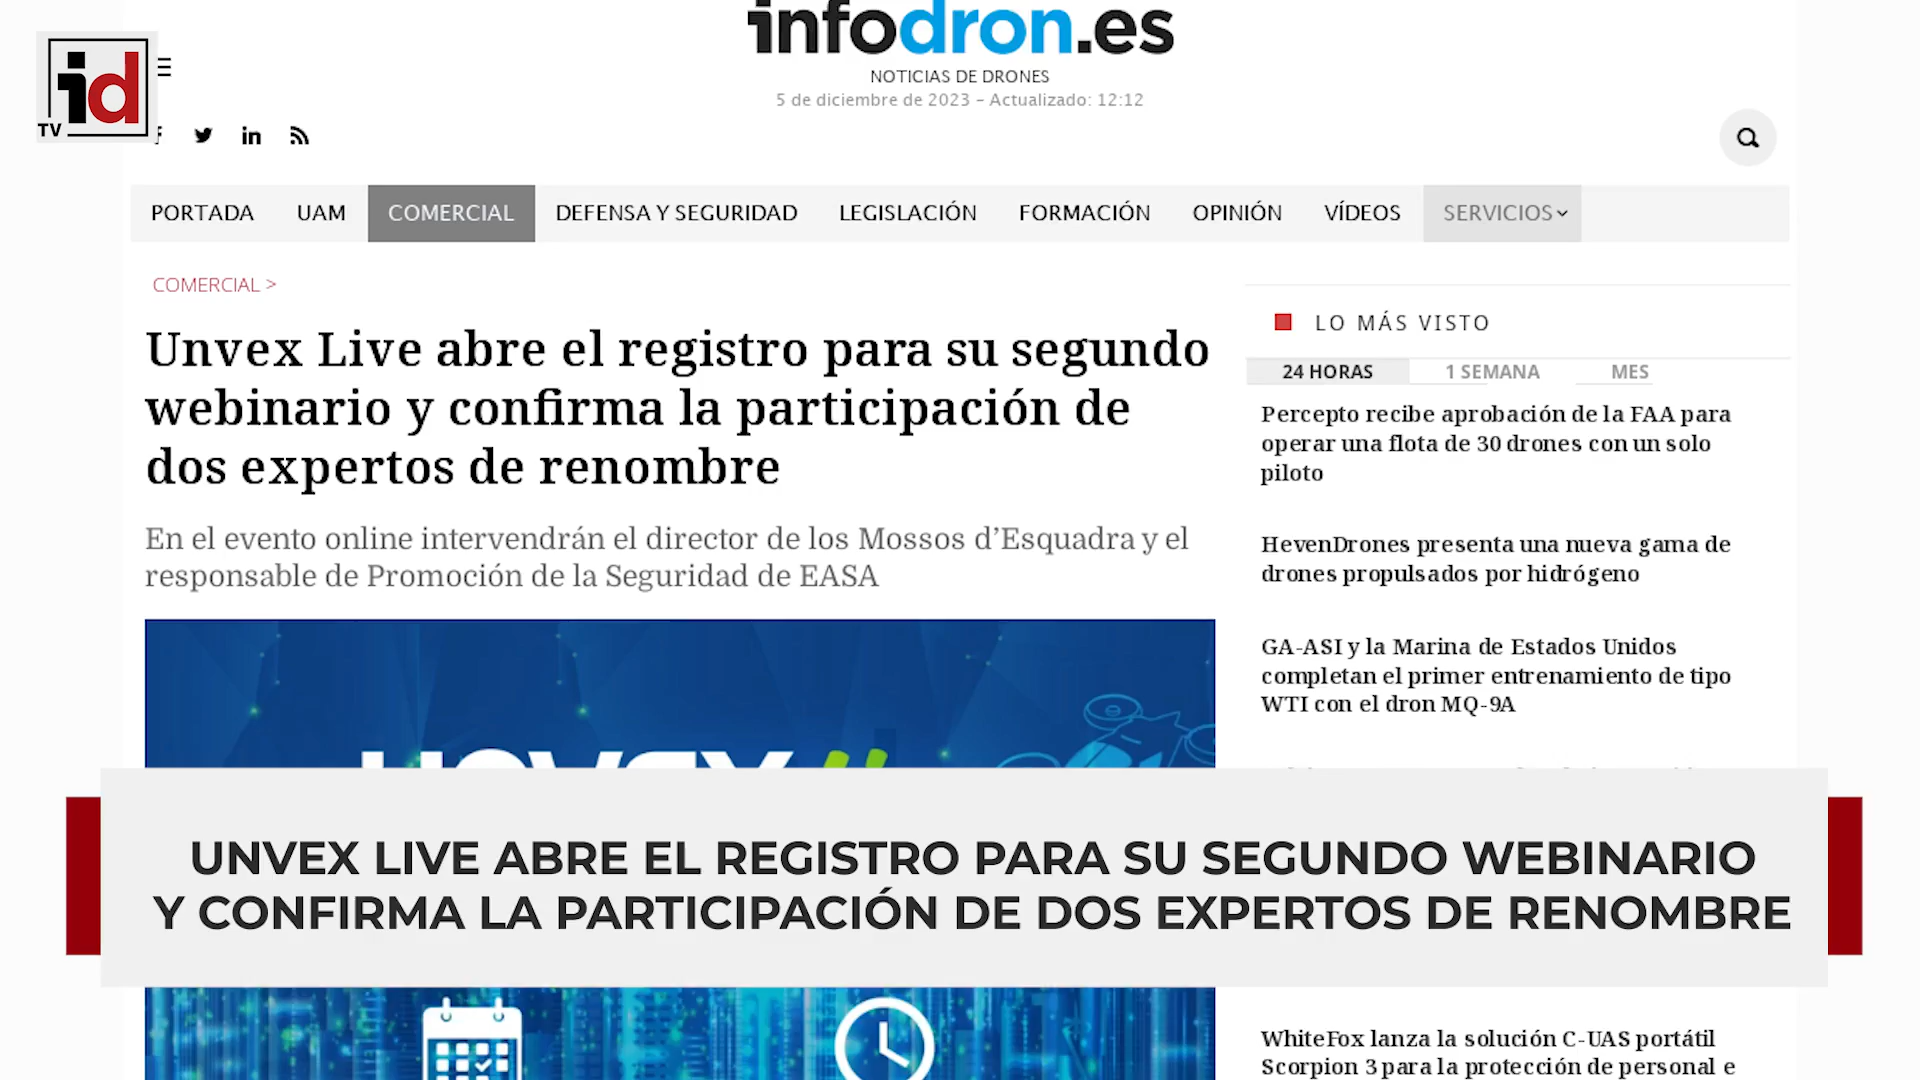 infodron.es
NOTICIAS DE DRONES
5 de diciembre de 2023 – Actualizado: 12:12
id
TV
PORTADA UAM COMERCIAL DEFENSA Y SEGURIDAD LEGISLACIÓN FORMACIÓN OPINIÓN VÍDEOS SERVICIOS
COMERCIAL >
Unvex Live abre el registro para su segundo
webinario y confirma la participación de
dos expertos de renombre
En el evento online intervendrán el director de los Mossos d’Esquadra y el
responsable de Promoción de la Seguridad de EASA
LO MÁS VISTO
24 HORAS 1 SEMANA MES
Percepto recibe aprobación de la FAA para
operar una flota de 30 drones con un solo
piloto
HevenDrones presenta una nueva gama de
drones propulsados por hidrógeno
GA-ASI y la Marina de Estados Unidos
completan el primer entrenamiento de tipo
WTI con el dron MQ-9A
UNVEX LIVE ABRE EL REGISTRO PARA SU SEGUNDO WEBINARIO
Y CONFIRMA LA PARTICIPACIÓN DE DOS EXPERTOS DE RENOMBRE
WhiteFox lanza la solución C-UAS portátil
Scorpion 3 para la protección de personal e